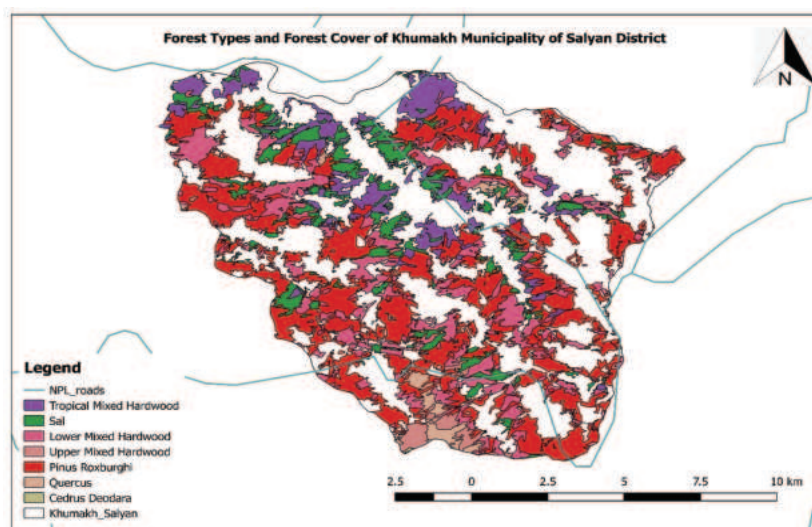 Forest Types and Forest Cover of Khumakh Municipality of Salyan District
N
Legend
NPL_roads
Tropical Mixed Hardwood
Sal
Lower Mixed Hardwood
Upper Mixed Hardwood
Pinus Roxburghi
Quercus
Cedrus Deodara
Khumakh_Salyan
2.5 0 2.5 5 7.5 10 km